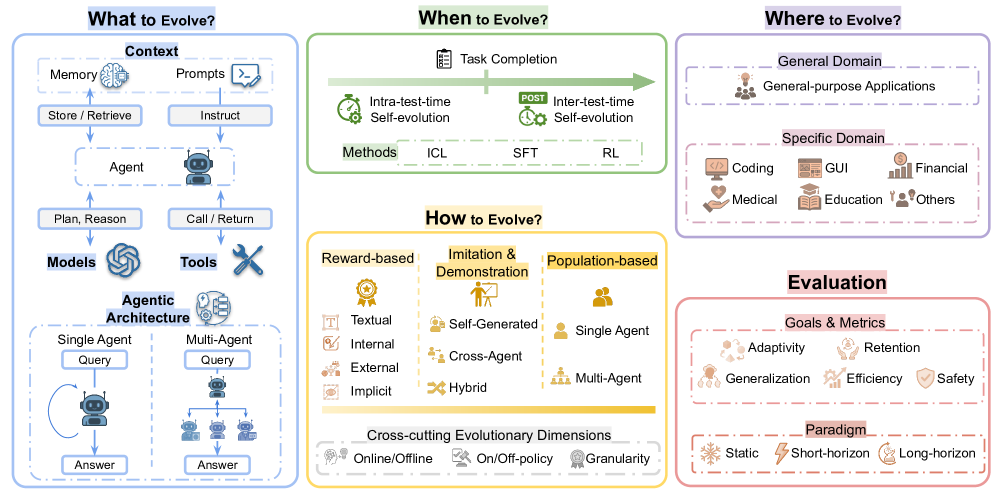 What to Evolve?
Context
Memory
Prompts
Store / Retrieve
Instruct
Agent
Plan, Reason
Call / Return
Models
Tools
Agentic
Architecture
Single Agent
Multi-Agent
Query
Query
Answer
Answer
When to Evolve?
Task Completion
Intra-test-time
Self-evolution
POST
Inter-test-time
Self-evolution
Methods
ICL
SFT
RL
How to Evolve?
Reward-based
Textual
Internal
External
Implicit
Imitation &
Demonstration
Self-Generated
Cross-Agent
Hybrid
Population-based
Single Agent
Multi-Agent
Cross-cutting Evolutionary Dimensions
Online/Offline
On/Off-policy
Granularity
Where to Evolve?
General Domain
General-purpose Applications
Specific Domain
Coding
GUI
Financial
Medical
Education
Others
Evaluation
Goals & Metrics
Adaptivity
Retention
Generalization
Efficiency
Safety
Paradigm
Static
Short-horizon
Long-horizon